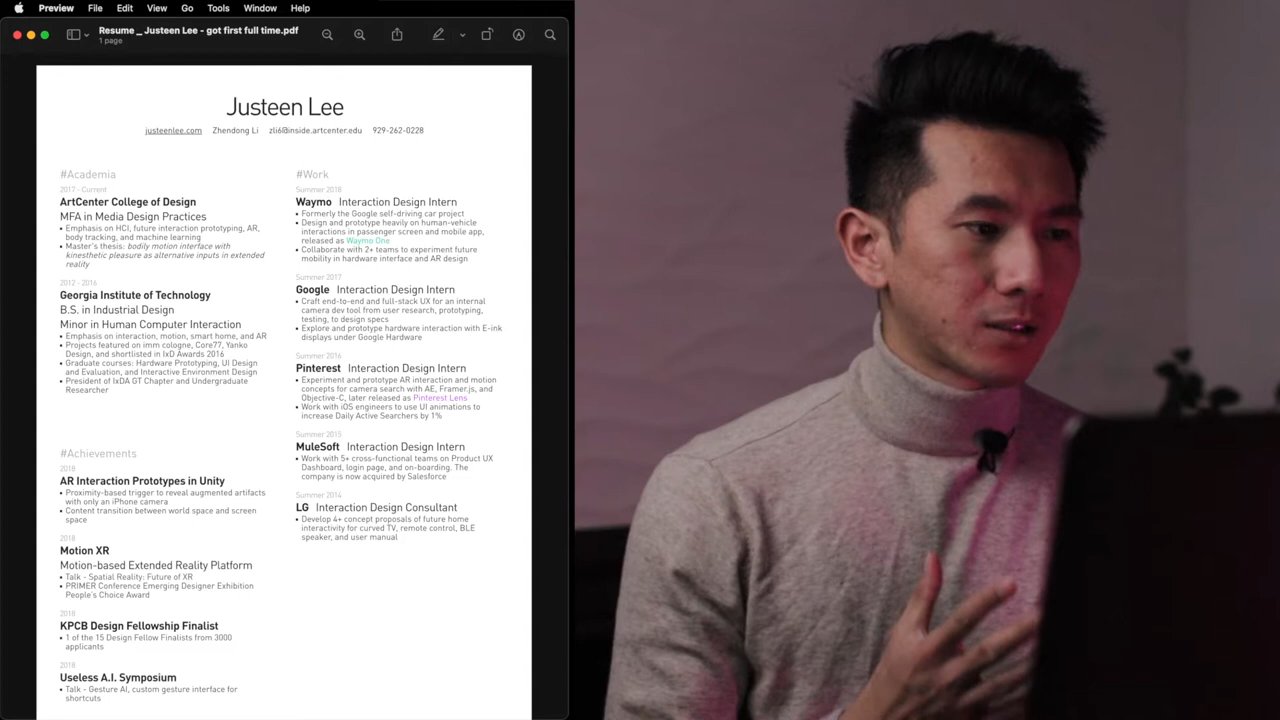 Preview File Edit View Go Tools Window Help
Resume _ Justeen Lee - got first full time.pdf
1 page
Justeen Lee
justeenlee.com Zhendong Li zli6@inside.artcenter.edu 929-262-0228
#Academia
2017 - Current
ArtCenter College of Design
MFA in Media Design Practices
• Emphasis on HCI, future interaction prototyping, AR,
body tracking, and machine learning
• Master's thesis: bodily motion interface with
kinesthetic pleasure as alternative inputs in extended
reality
2012 - 2016
Georgia Institute of Technology
B.S. in Industrial Design
Minor in Human Computer Interaction
• Emphasis on interaction, motion, smart home, and AR
• Projects featured on imm cologne, Core77, Yanko
Design, and shortlisted in IxD Awards 2016
• Graduate courses: Hardware Prototyping, UI Design
and Evaluation, and Interactive Environment Design
• President of IxDA GT Chapter and Undergraduate
Researcher
#Achievements
2018
AR Interaction Prototypes in Unity
• Proximity-based trigger to reveal augmented artifacts
with only an iPhone camera
• Content transition between world space and screen
space
2018
Motion XR
Motion-based Extended Reality Platform
• Talk - Spatial Reality: Future of XR
• PRIMER Conference Emerging Designer Exhibition
People's Choice Award
2018
KPCB Design Fellowship Finalist
• 1 of the 15 Design Fellow Finalists from 3000
applicants
2018
Useless A.I. Symposium
• Talk - Gesture AI, custom gesture interface for
shortcuts
#Work
Summer 2018
Waymo Interaction Design Intern
• Formerly the Google self-driving car project
• Design and prototype heavily on human-vehicle
interactions in passenger screen and mobile app,
released as Waymo One
• Collaborate with 2+ teams to experiment future
mobility in hardware interface and AR design
Summer 2017
Google Interaction Design Intern
• Craft end-to-end and full-stack UX for an internal
camera dev tool from user research, prototyping,
testing, to design specs
• Explore and prototype hardware interaction with E-ink
displays under Google Hardware
Summer 2016
Pinterest Interaction Design Intern
• Experiment and prototype AR interaction and motion
concepts for camera search with AE, Framer.js, and
Objective-C, later released as Pinterest Lens
• Work with iOS engineers to use UI animations to
increase Daily Active Searchers by 1%
Summer 2015
MuleSoft Interaction Design Intern
• Work with 5+ cross-functional teams on Product UX
Dashboard, login page, and on-boarding. The
company is now acquired by Salesforce
Summer 2014
LG Interaction Design Consultant
• Develop 4+ concept proposals of future home
interactivity for curved TV, remote control, BLE
speaker, and user manual